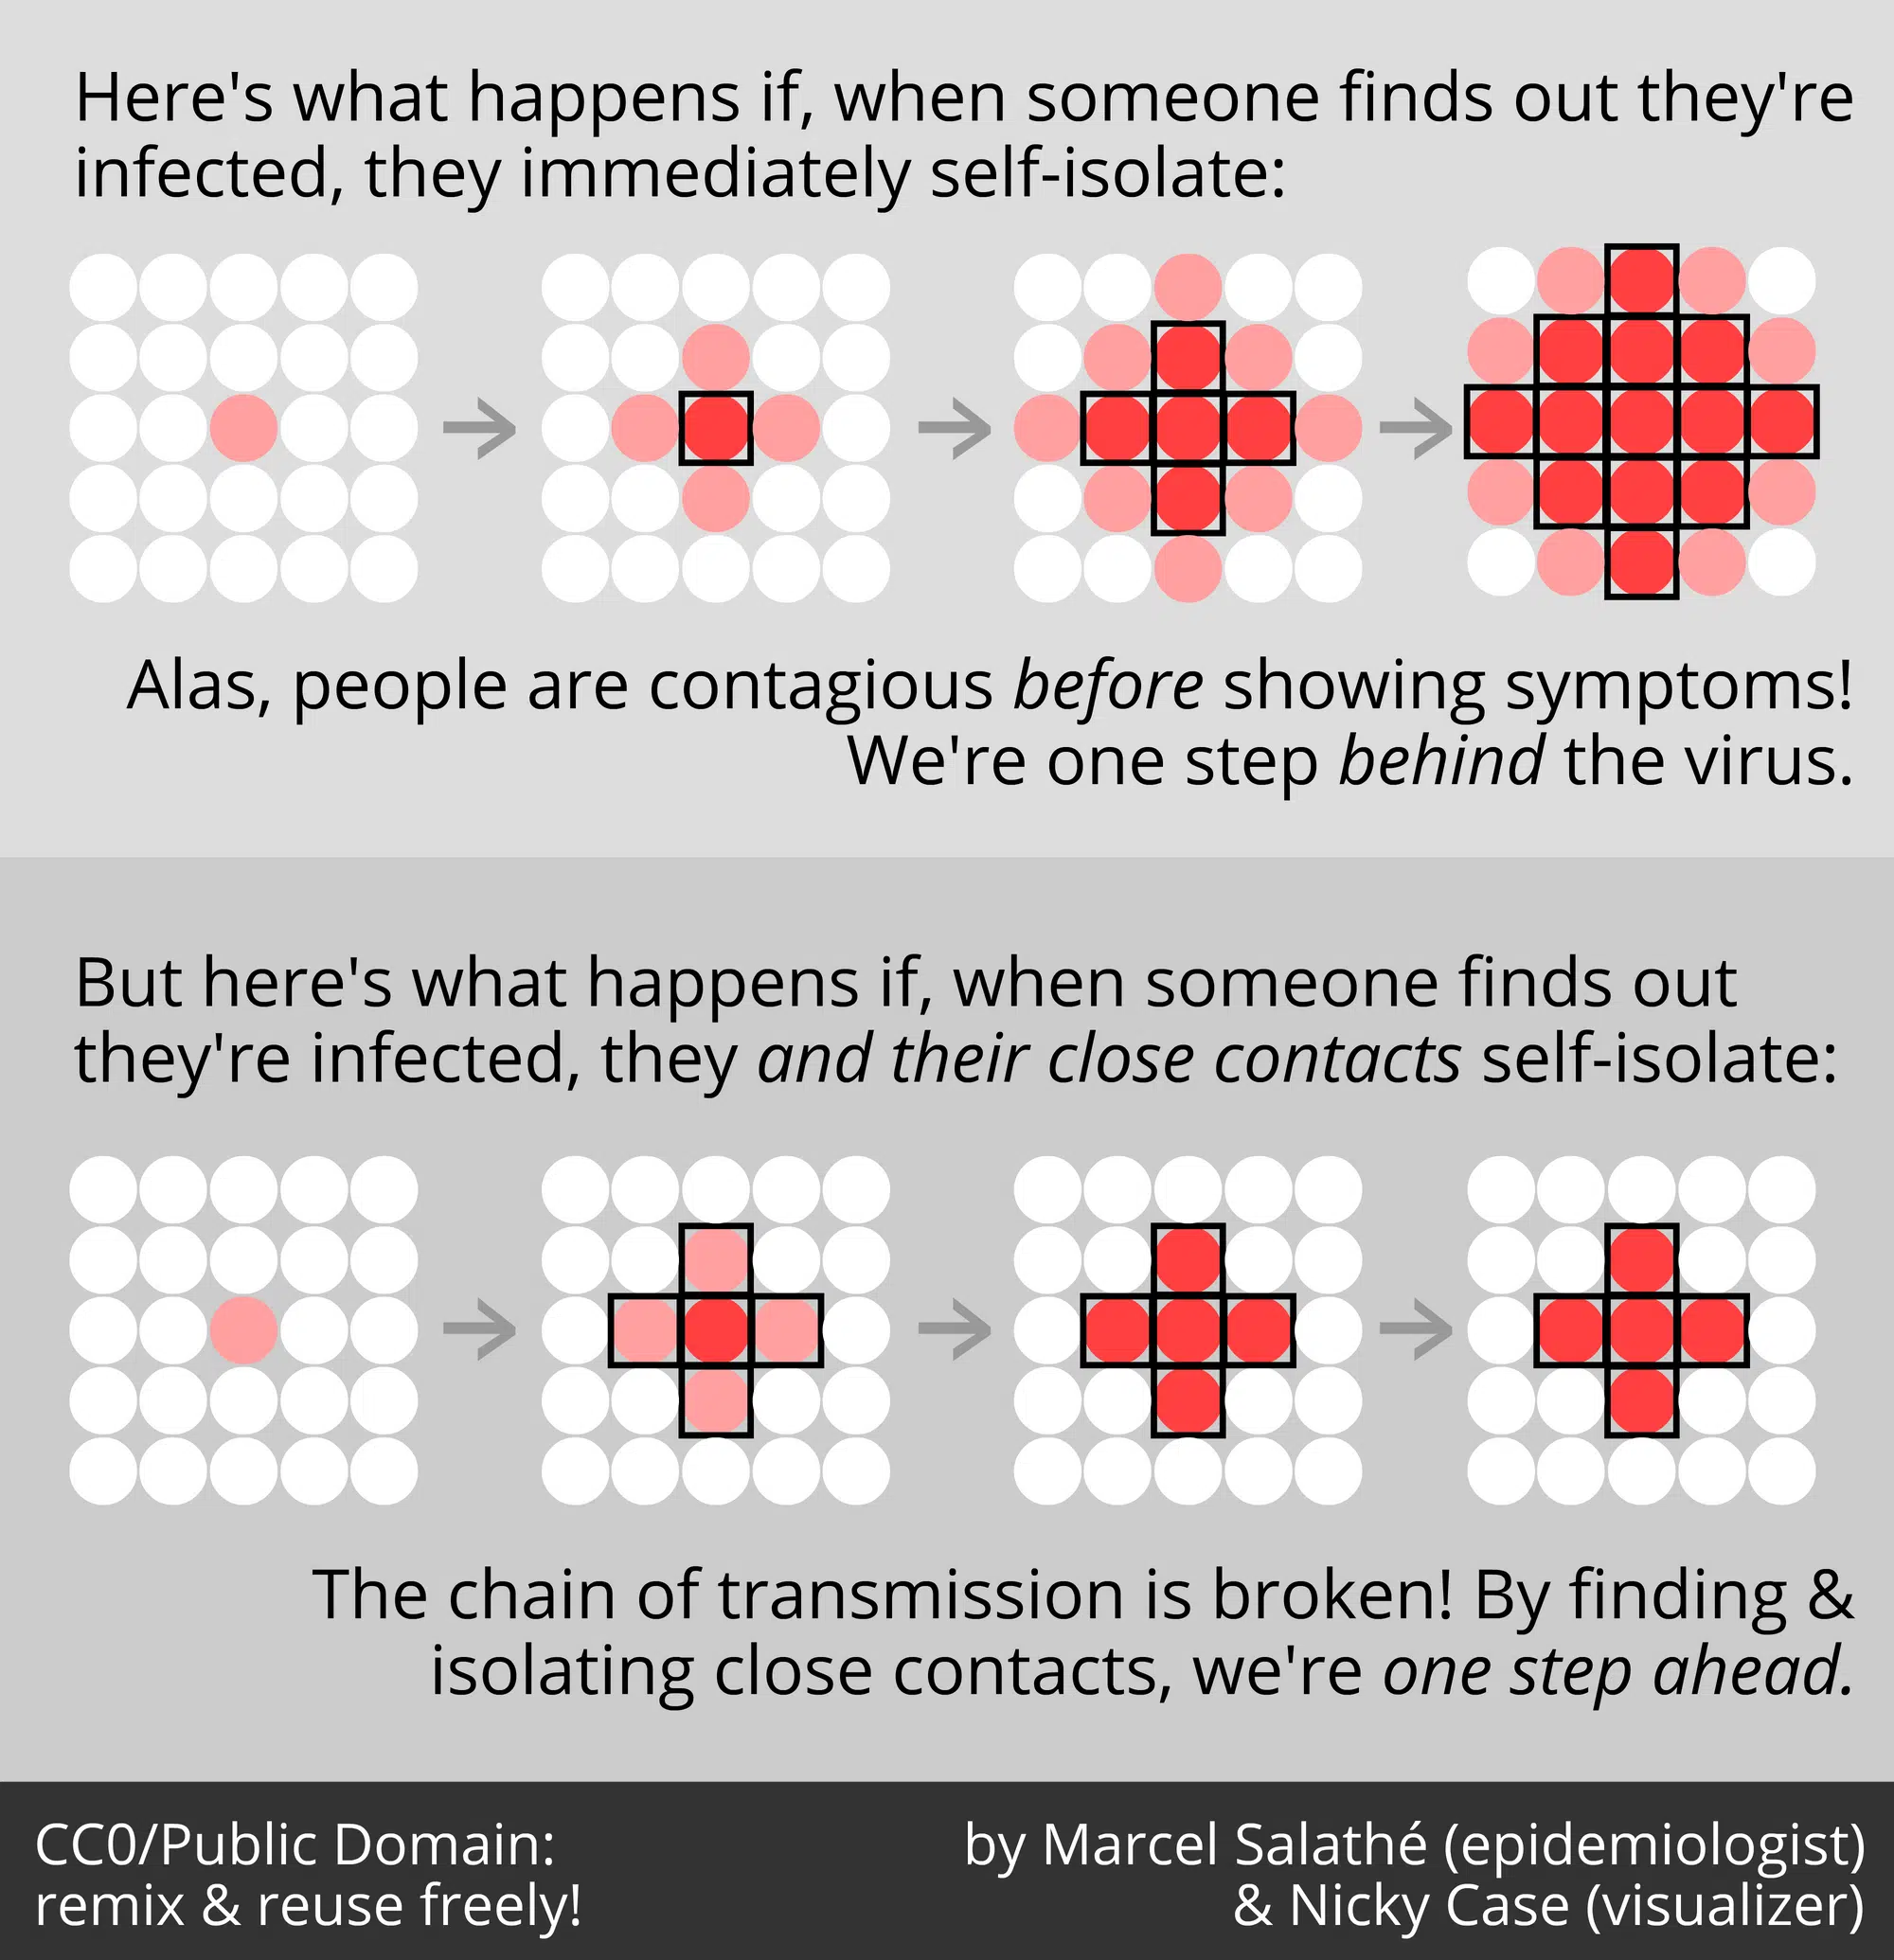 Here's what happens if, when someone finds out they're
infected, they immediately self-isolate:
Alas, people are contagious before showing symptoms!
We're one step behind the virus.
But here's what happens if, when someone finds out
they're infected, they and their close contacts self-isolate:
The chain of transmission is broken! By finding &
isolating close contacts, we're one step ahead.
CC0/Public Domain:
remix & reuse freely!
by Marcel Salathé (epidemiologist)
& Nicky Case (visualizer)